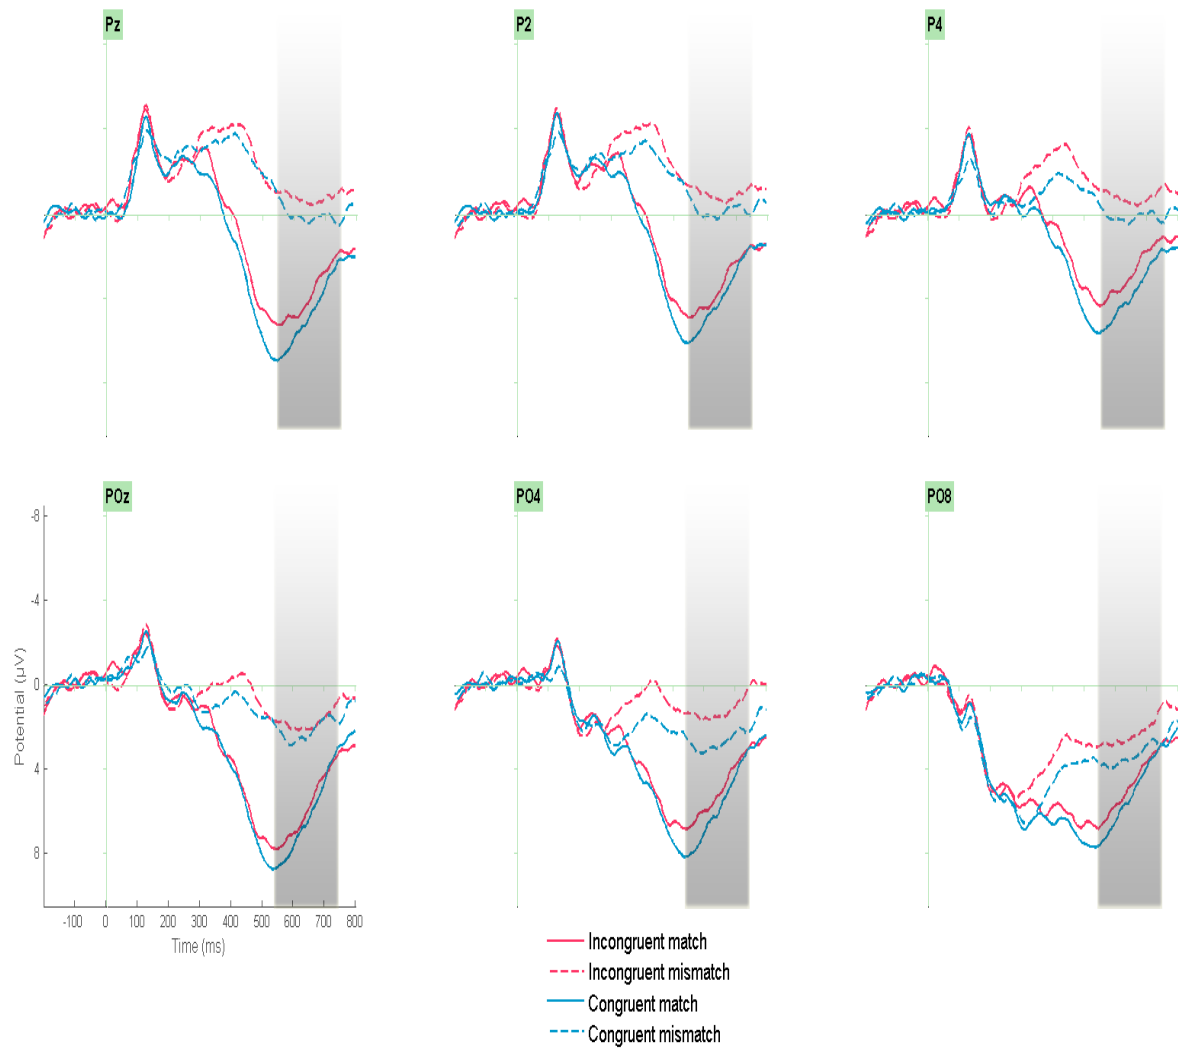 Pz
P2
P4
POz
PO4
PO8
-8
-4
0
4
8
Potential (µV)
-100 0 100 200 300 400 500 600 700 800
Time (ms)
Incongruent match
Incongruent mismatch
Congruent match
Congruent mismatch